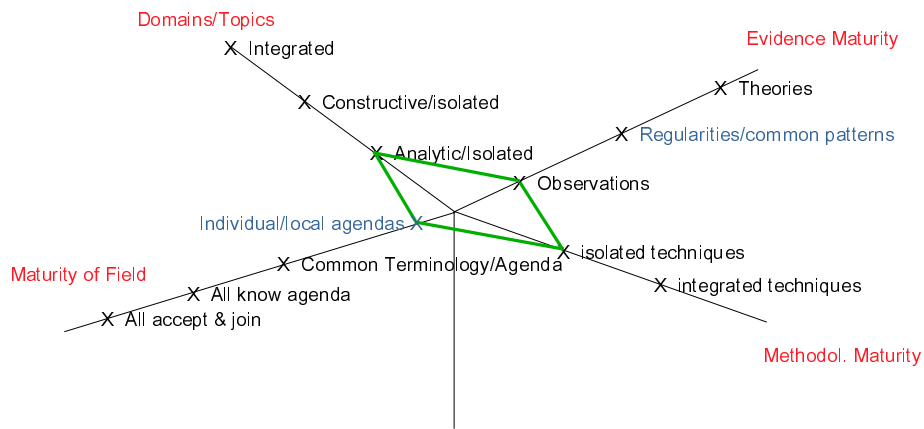 Domains/Topics
X Integrated
Evidence Maturity
X Theories
X Constructive/isolated
X Regularities/common patterns
X Analytic/Isolated
X Observations
Individual/local agendas X
X isolated techniques
X Common Terminology/Agenda
Maturity of Field
X integrated techniques
X All know agenda
X All accept & join
Methodol. Maturity